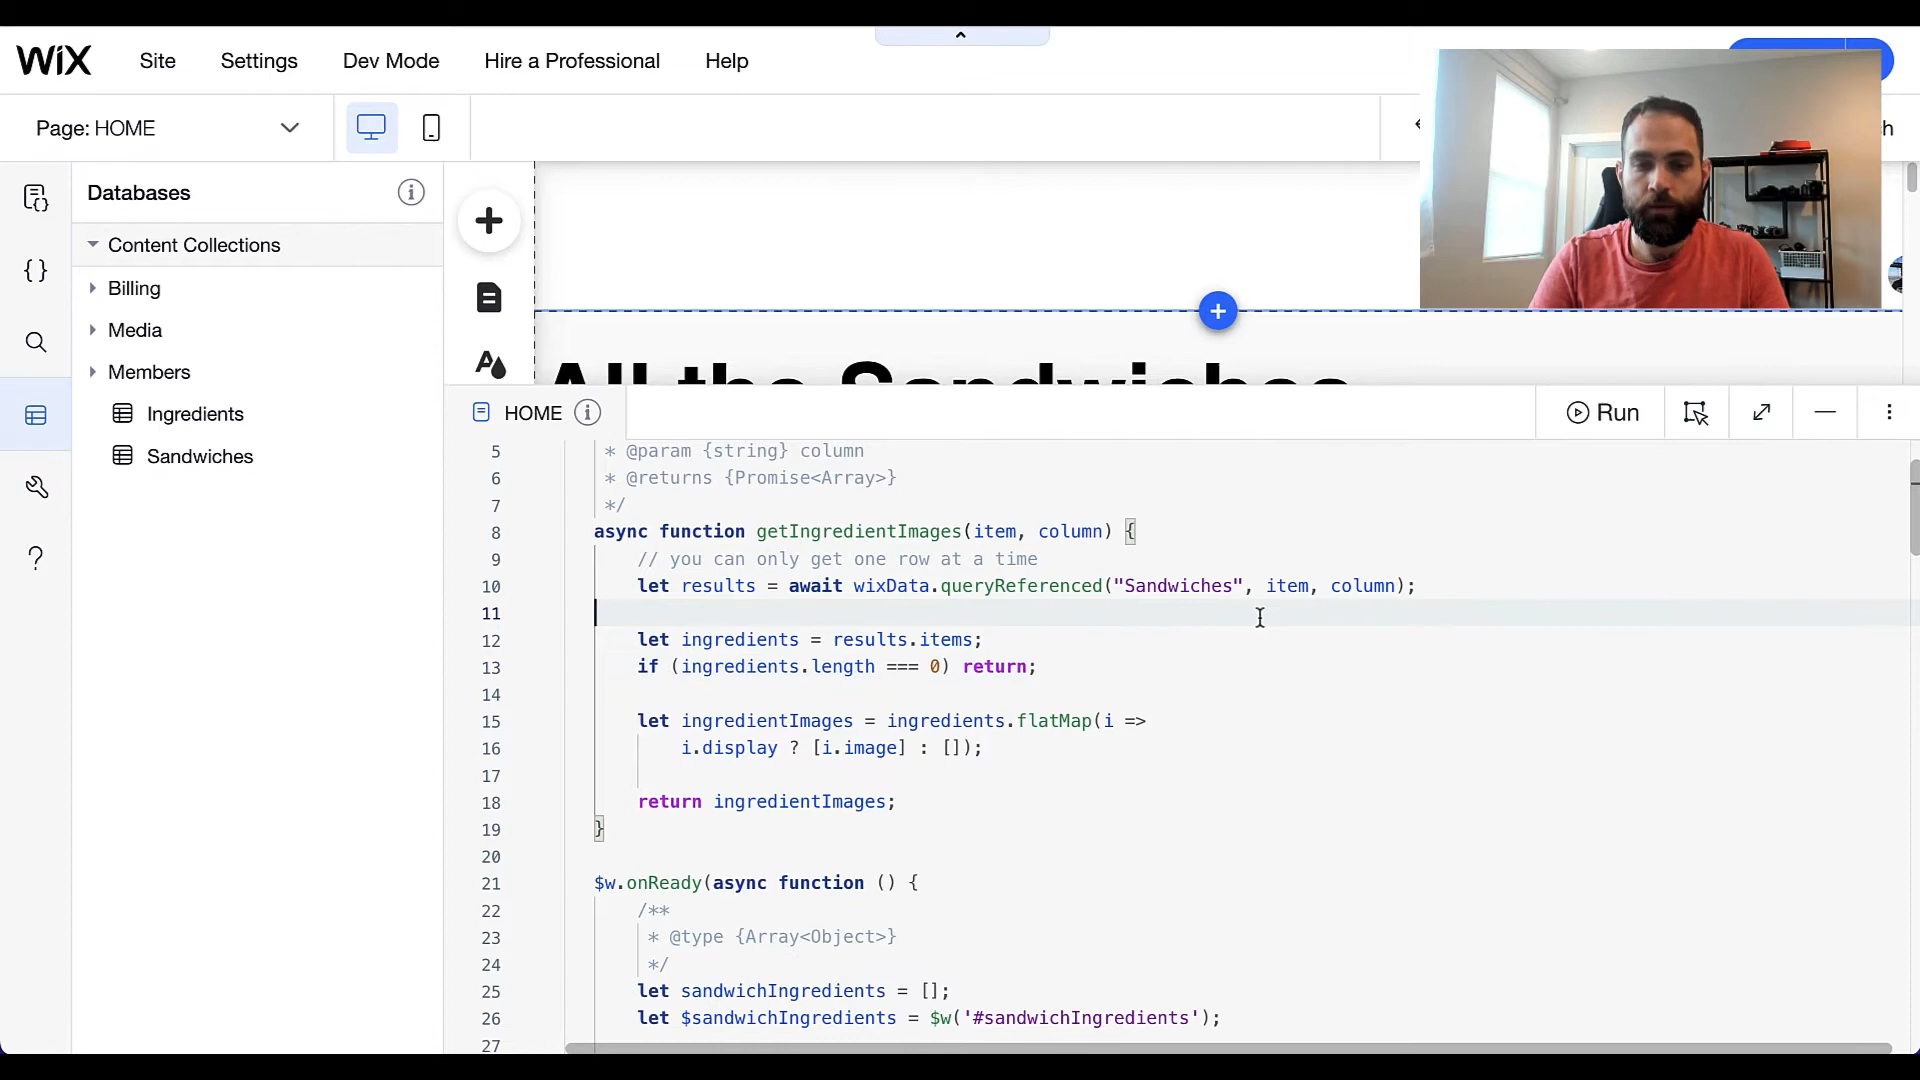 WIX Site Settings Dev Mode Hire a Professional Help
Page: HOME
h
Databases
Content Collections
Billing
Media
Members
Ingredients
Sandwiches
All the Sandwiches
HOME
Run
5 * @param {string} column
6 * @returns {Promise<Array>}
7 */
8 async function getIngredientImages(item, column) {
9 // you can only get one row at a time
10 let results = await wixData.queryReferenced("Sandwiches", item, column);
11
12 let ingredients = results.items;
13 if (ingredients.length === 0) return;
14
15 let ingredientImages = ingredients.flatMap(i =>
16 i.display ? [i.image] : []);
17
18 return ingredientImages;
19 }
20
21 $w.onReady(async function () {
22 /**
23 * @type {Array<Object>}
24 */
25 let sandwichIngredients = [];
26 let $sandwichIngredients = $w('#sandwichIngredients');
27